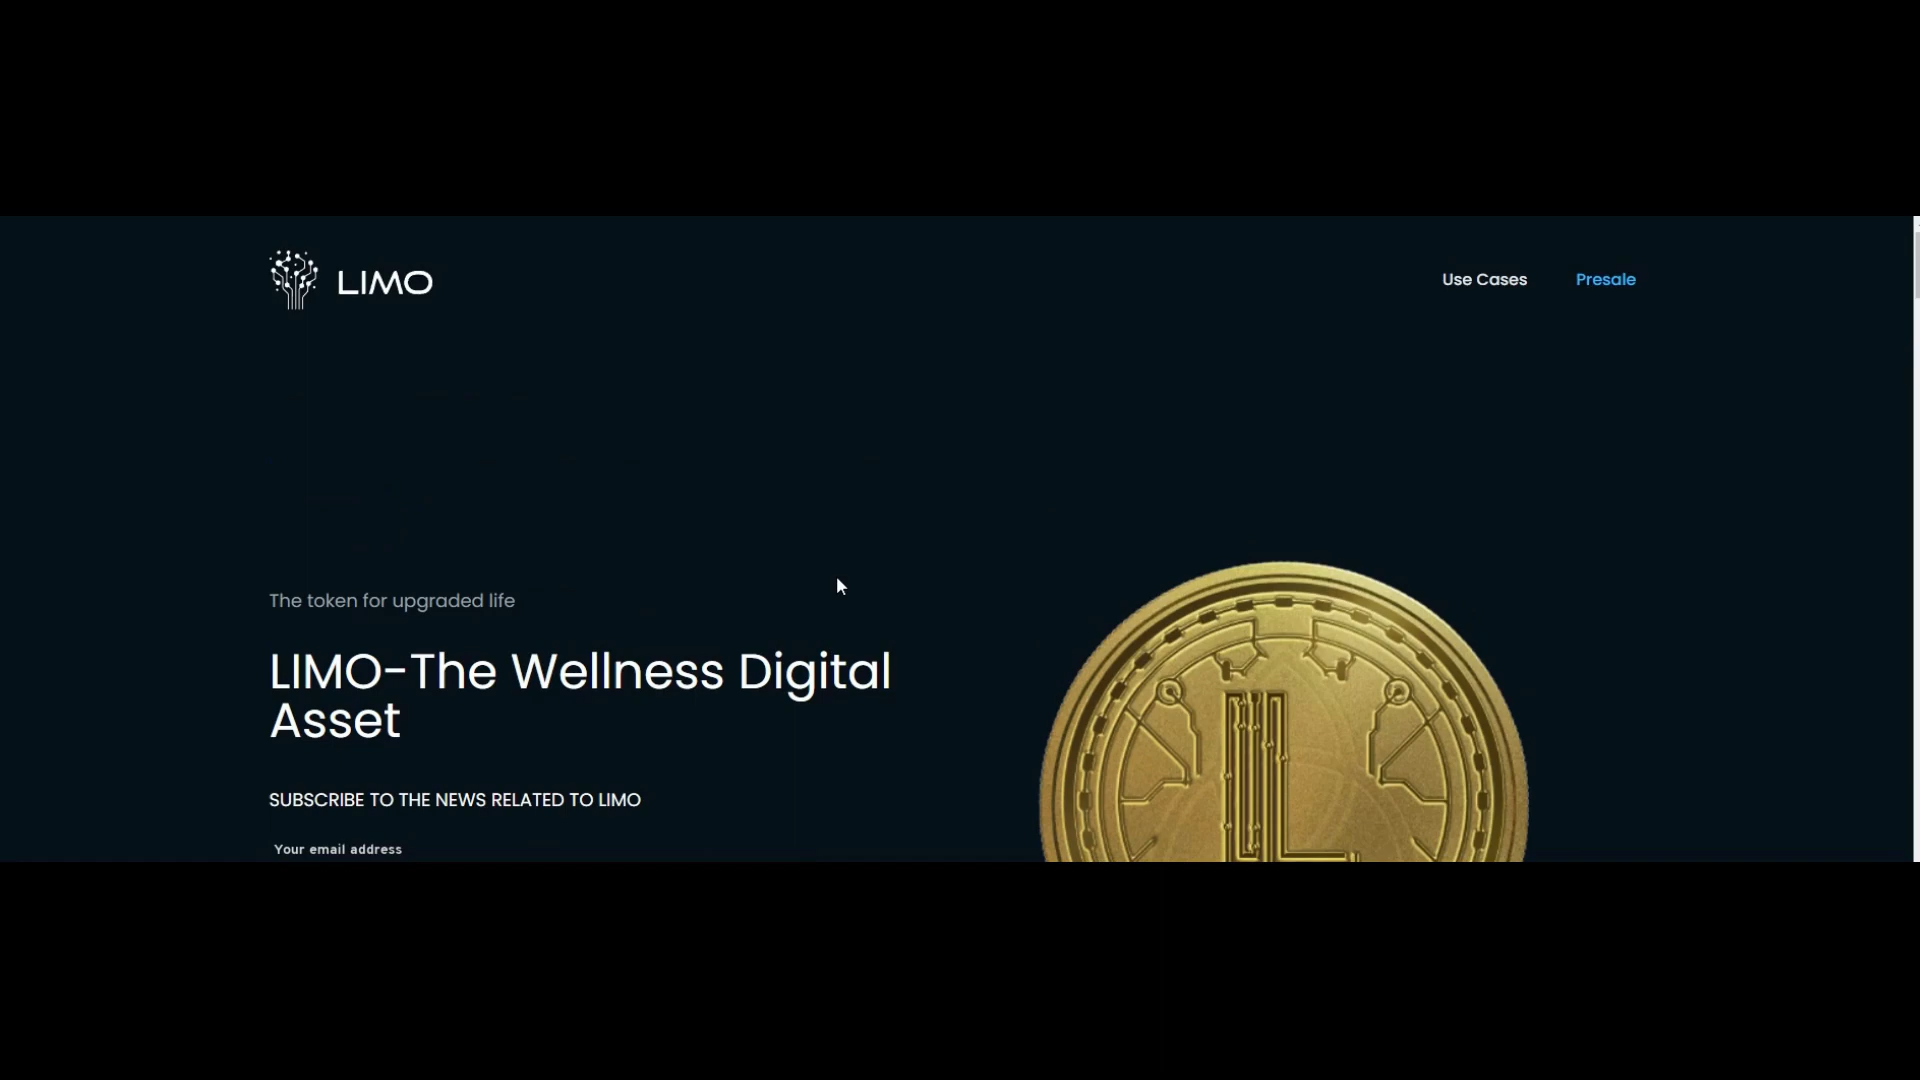 LIMO
Use Cases
Presale
The token for upgraded life
LIMO-The Wellness Digital
Asset
SUBSCRIBE TO THE NEWS RELATED TO LIMO
Your email address
L